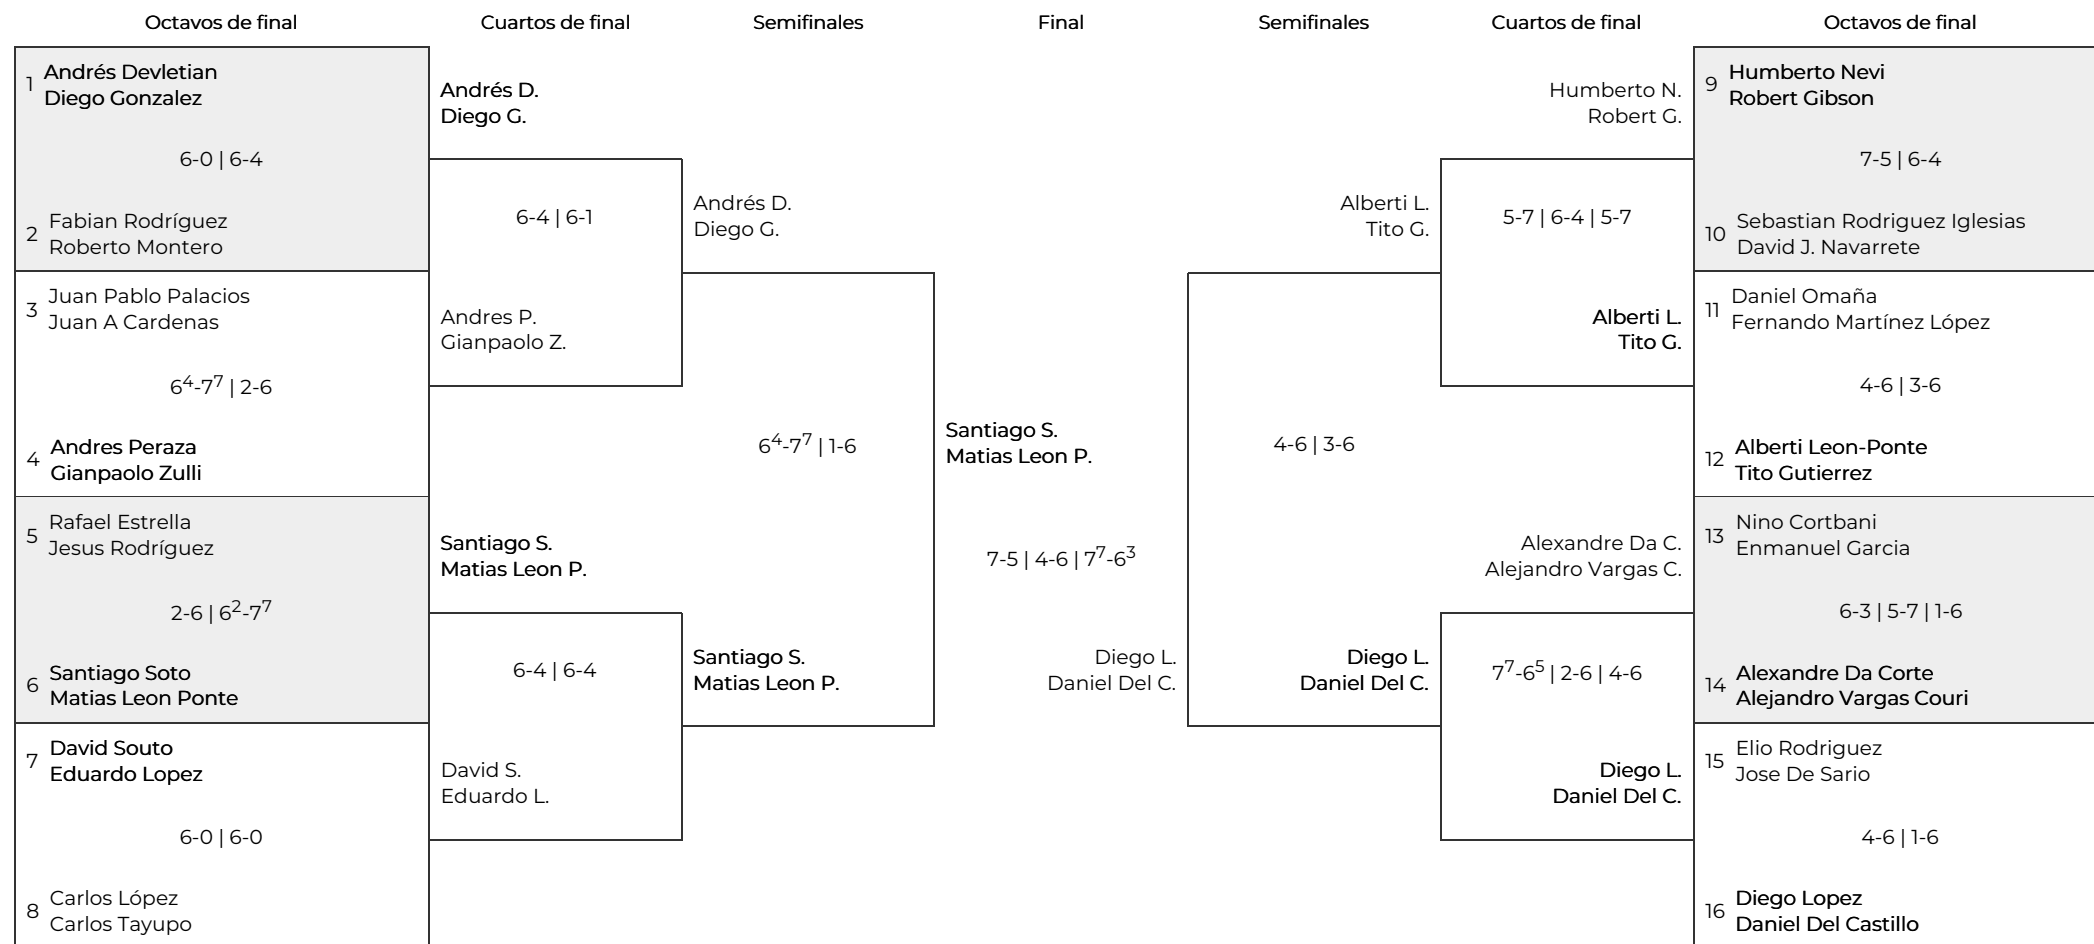 Octavos de final
Cuartos de final
Semifinales
Final
Semifinales
Cuartos de final
Octavos de final
1
Andrés Devletian
Diego Gonzalez
6-0 | 6-4
2
Fabian Rodríguez
Roberto Montero
3
Juan Pablo Palacios
Juan A Cardenas
6⁴-7⁷ | 2-6
4
Andres Peraza
Gianpaolo Zulli
5
Rafael Estrella
Jesus Rodríguez
2-6 | 6²-7⁷
6
Santiago Soto
Matias Leon Ponte
7
David Souto
Eduardo Lopez
6-0 | 6-0
8
Carlos López
Carlos Tayupo
Andrés D.
Diego G.
6-4 | 6-1
Andres P.
Gianpaolo Z.
Santiago S.
Matias Leon P.
6-4 | 6-4
David S.
Eduardo L.
Andrés D.
Diego G.
6⁴-7⁷ | 1-6
Santiago S.
Matias Leon P.
Santiago S.
Matias Leon P.
7-5 | 4-6 | 7⁷-6³
Diego L.
Daniel Del C.
Alberti L.
Tito G.
4-6 | 3-6
Diego L.
Daniel Del C.
Humberto N.
Robert G.
5-7 | 6-4 | 5-7
Alberti L.
Tito G.
Alexandre Da C.
Alejandro Vargas C.
7⁷-6⁵ | 2-6 | 4-6
Diego L.
Daniel Del C.
9
Humberto Nevi
Robert Gibson
7-5 | 6-4
10
Sebastian Rodriguez Iglesias
David J. Navarrete
11
Daniel Omaña
Fernando Martínez López
4-6 | 3-6
12
Alberti Leon-Ponte
Tito Gutierrez
13
Nino Cortbani
Enmanuel Garcia
6-3 | 5-7 | 1-6
14
Alexandre Da Corte
Alejandro Vargas Couri
15
Elio Rodriguez
Jose De Sario
4-6 | 1-6
16
Diego Lopez
Daniel Del Castillo